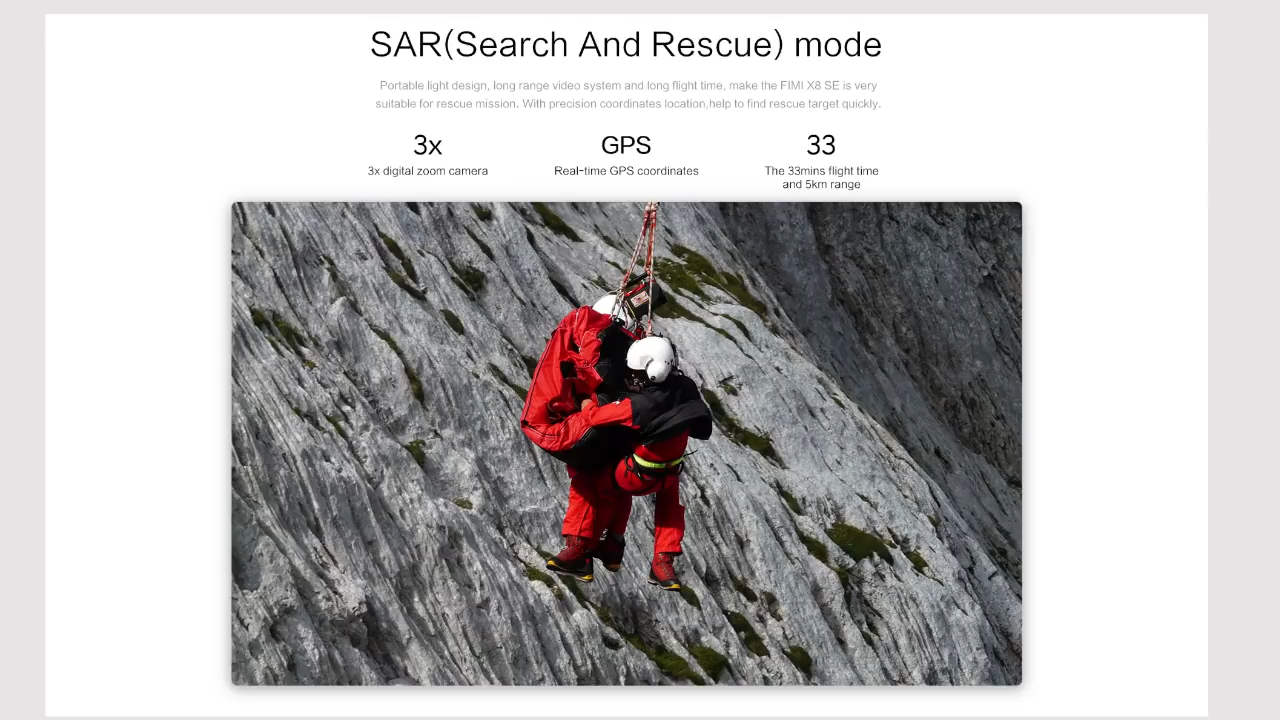 SAR(Search And Rescue) mode
Portable light design, long range video system and long flight time, make the FIMI X8 SE is very
suitable for rescue mission. With precision coordinates location,help to find rescue target quickly.
3x
3x digital zoom camera
GPS
Real-time GPS coordinates
33
The 33mins flight time
and 5km range